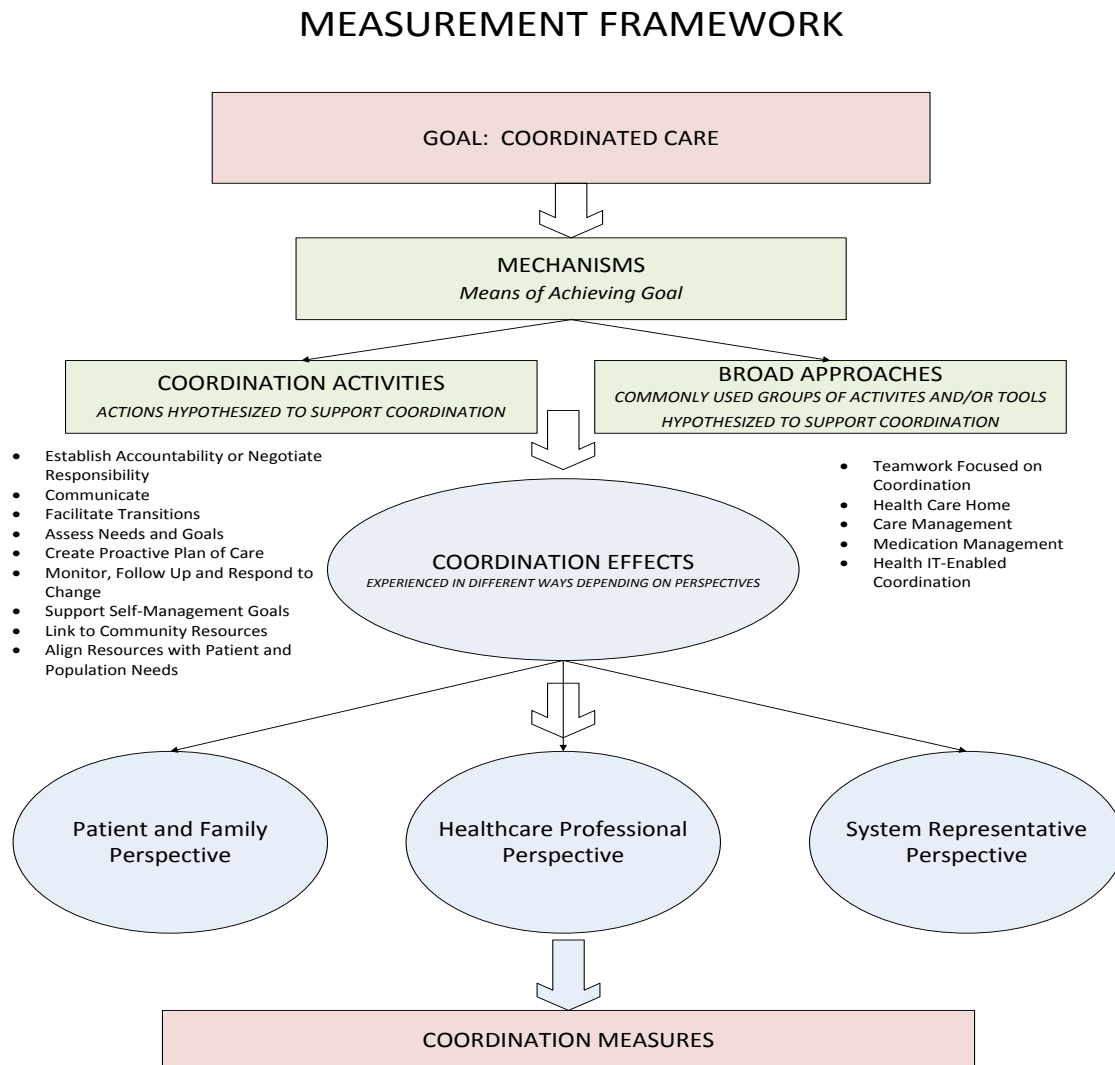 MEASUREMENT FRAMEWORK
GOAL: COORDINATED CARE
MECHANISMS
Means of Achieving Goal
COORDINATION ACTIVITIES
ACTIONS HYPOTHESIZED TO SUPPORT COORDINATION
BROAD APPROACHES
COMMONLY USED GROUPS OF ACTIVITES AND/OR TOOLS
HYPOTHESIZED TO SUPPORT COORDINATION
• Establish Accountability or Negotiate
Responsibility
• Communicate
• Facilitate Transitions
• Assess Needs and Goals
• Create Proactive Plan of Care
• Monitor, Follow Up and Respond to
Change
• Support Self-Management Goals
• Link to Community Resources
• Align Resources with Patient and
Population Needs
• Teamwork Focused on
Coordination
• Health Care Home
• Care Management
• Medication Management
• Health IT-Enabled
Coordination
COORDINATION EFFECTS
EXPERIENCED IN DIFFERENT WAYS DEPENDING ON PERSPECTIVES
Patient and Family
Perspective
Healthcare Professional
Perspective
System Representative
Perspective
COORDINATION MEASURES